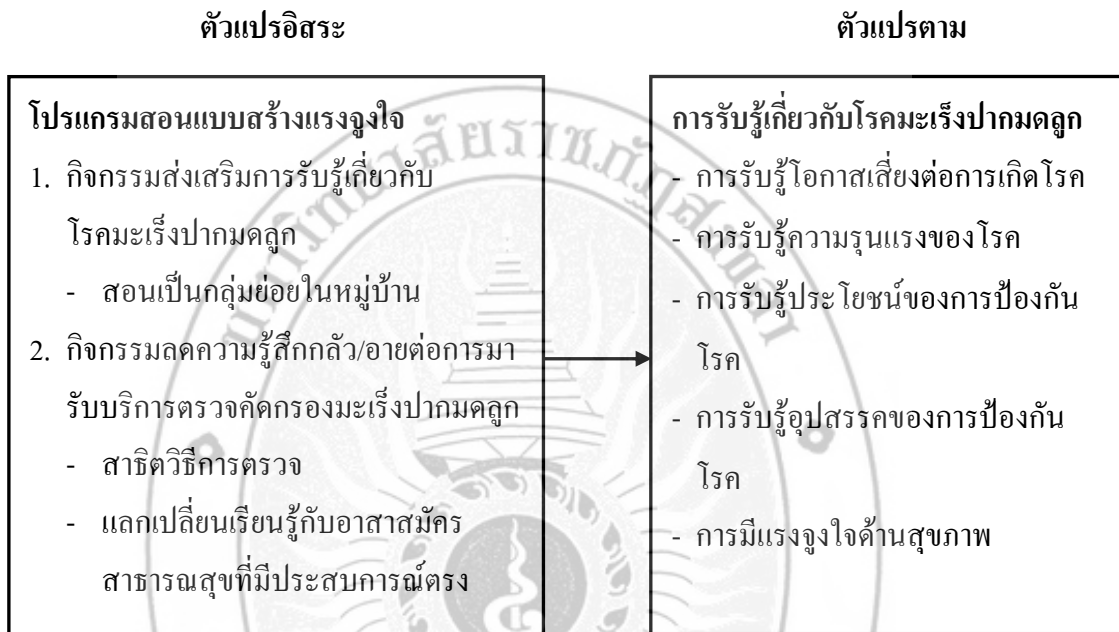 ตัวแปรอิสระ
ตัวแปรตาม
โปรแกรมสอนแบบสร้างแรงจูงใจ
1. กิจกรรมส่งเสริมการรับรู้เกี่ยวกับ
โรคมะเร็งปากมดลูก
- สอนเป็นกลุ่มย่อยในหมู่บ้าน
2. กิจกรรมลดความรู้สึกกลัว/อายต่อการมา
รับบริการตรวจคัดกรองมะเร็งปากมดลูก
- สาธิตวิธีการตรวจ
- แลกเปลี่ยนเรียนรู้กับอาสาสมัคร
สาธารณสุขที่มีประสบการณ์ตรง
การรับรู้เกี่ยวกับโรคมะเร็งปากมดลูก
- การรับรู้โอกาสเสี่ยงต่อการเกิดโรค
- การรับรู้ความรุนแรงของโรค
- การรับรู้ประโยชน์ของการป้องกัน
โรค
- การรับรู้อุปสรรคของการป้องกัน
โรค
- การมีแรงจูงใจด้านสุขภาพ
มหาวิทยาลัยราชภัฏสงขลา